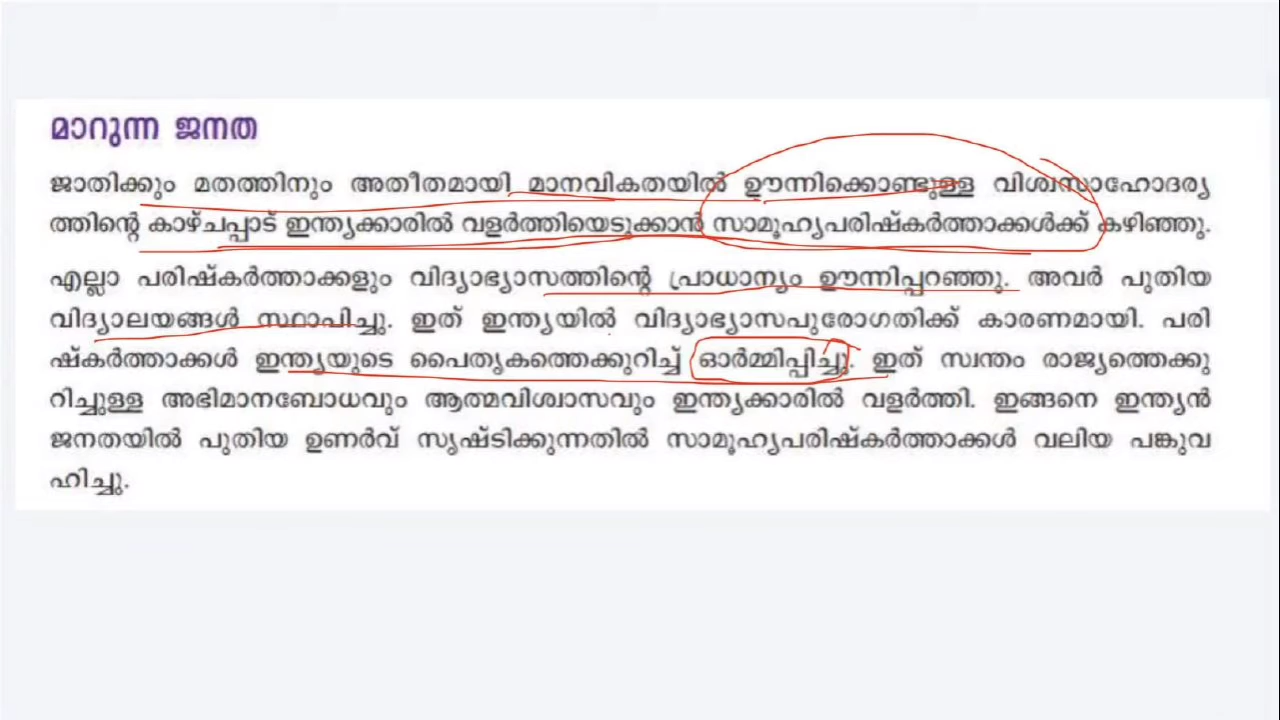 മാറുന്ന ജനത
ജാതിക്കും മതത്തിനും അതീതമായി മാനവികതയിൽ ഊന്നിക്കൊണ്ടുള്ള വിശ്വസാഹോദര്യ
ത്തിന്റെ കാഴ്ചപ്പാട് ഇന്ത്യക്കാരിൽ വളർത്തിയെടുക്കാൻ സാമൂഹ്യപരിഷ്കർത്താക്കൾക്ക് കഴിഞ്ഞു.
എല്ലാ പരിഷ്കർത്താക്കളും വിദ്യാഭ്യാസത്തിന്റെ പ്രാധാന്യം ഊന്നിപ്പറഞ്ഞു. അവർ പുതിയ
വിദ്യാലയങ്ങൾ സ്ഥാപിച്ചു. ഇത് ഇന്ത്യയിൽ വിദ്യാഭ്യാസപുരോഗതിക്ക് കാരണമായി. പരി
ഷ്കർത്താക്കൾ ഇന്ത്യയുടെ പൈതൃകത്തെക്കുറിച്ച് ഓർമ്മിപ്പിച്ചു. ഇത് സ്വന്തം രാജ്യത്തെക്കു
റിച്ചുള്ള അഭിമാനബോധവും ആത്മവിശ്വാസവും ഇന്ത്യക്കാരിൽ വളർത്തി. ഇങ്ങനെ ഇന്ത്യൻ
ജനതയിൽ പുതിയ ഉണർവ് സൃഷ്ടിക്കുന്നതിൽ സാമൂഹ്യപരിഷ്കർത്താക്കൾ വലിയ പങ്കുവ
ഹിച്ചു.